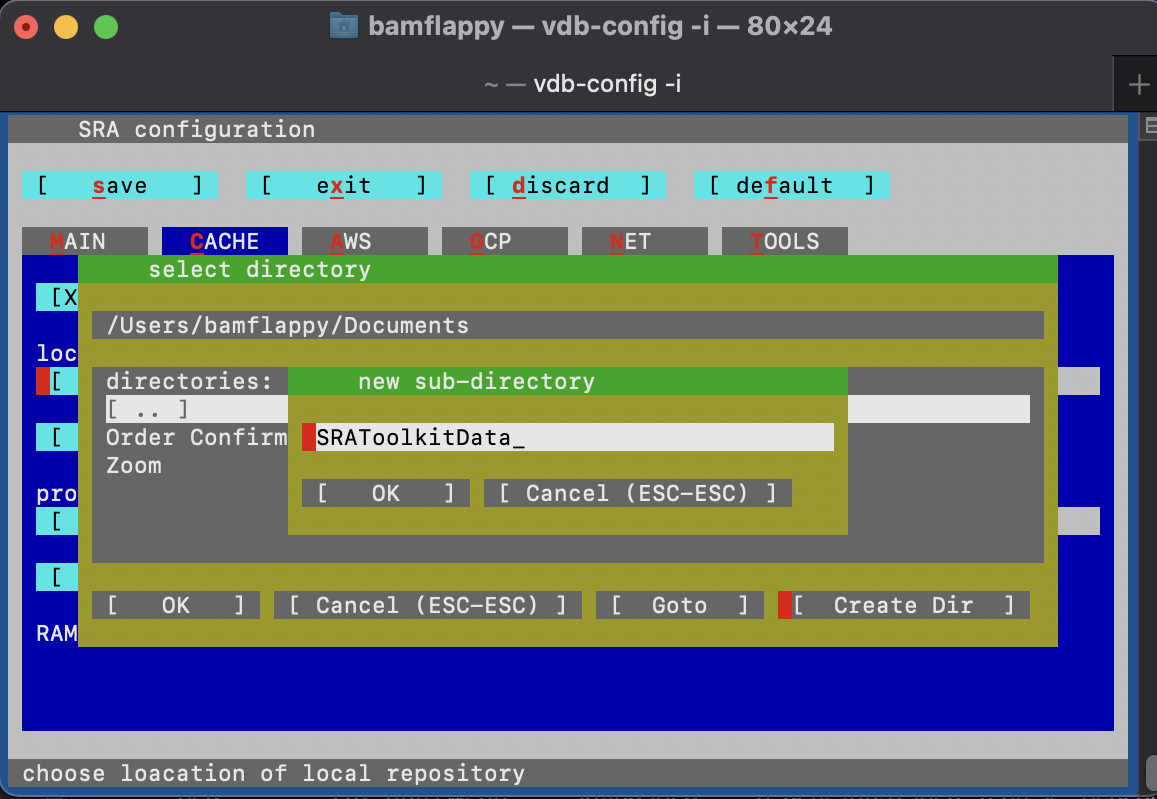 bamflappy — vdb-config -i — 80×24
~ — vdb-config -i
+
SRA configuration
[ save ] [ exit ] [ discard ] [ default ]
MAIN CACHE AWS GCP NET TOOLS
select directory
[X
/Users/bamflappy/Documents
loc
directories: new sub-directory
[
[ .. ]
[ Order Confirm SRAToolkitData_
Zoom
pro [ OK ] [ Cancel (ESC-ESC) ]
[
[
[ OK ] [ Cancel (ESC-ESC) ] [ Goto ] [ Create Dir ]
RAM
choose loacation of local repository